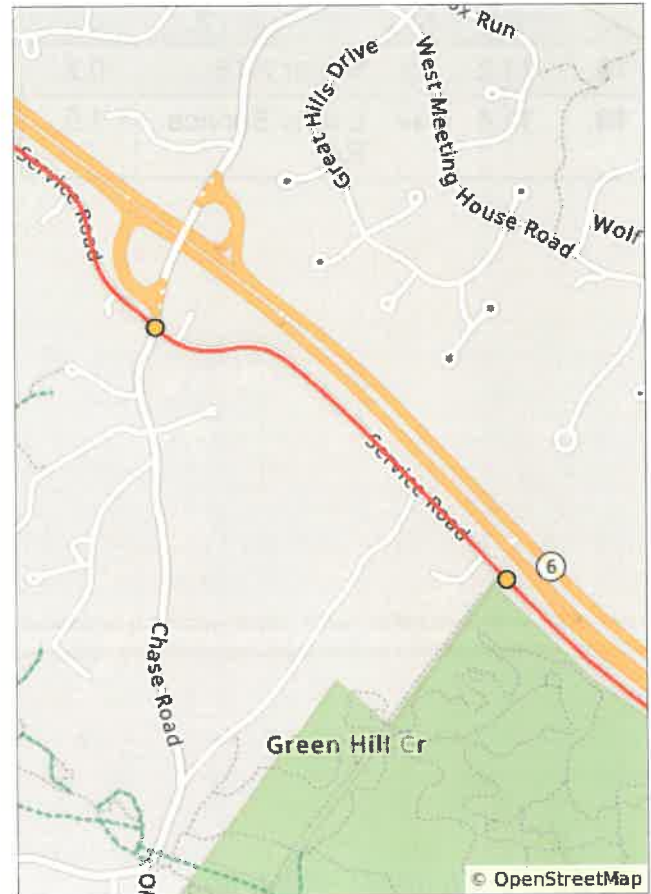 ox Run
Great Hills Drive
West Meeting House Road
Wolf
Service Road
Service Road
6
Chase Road
Green Hill Cr
© OpenStreetMap